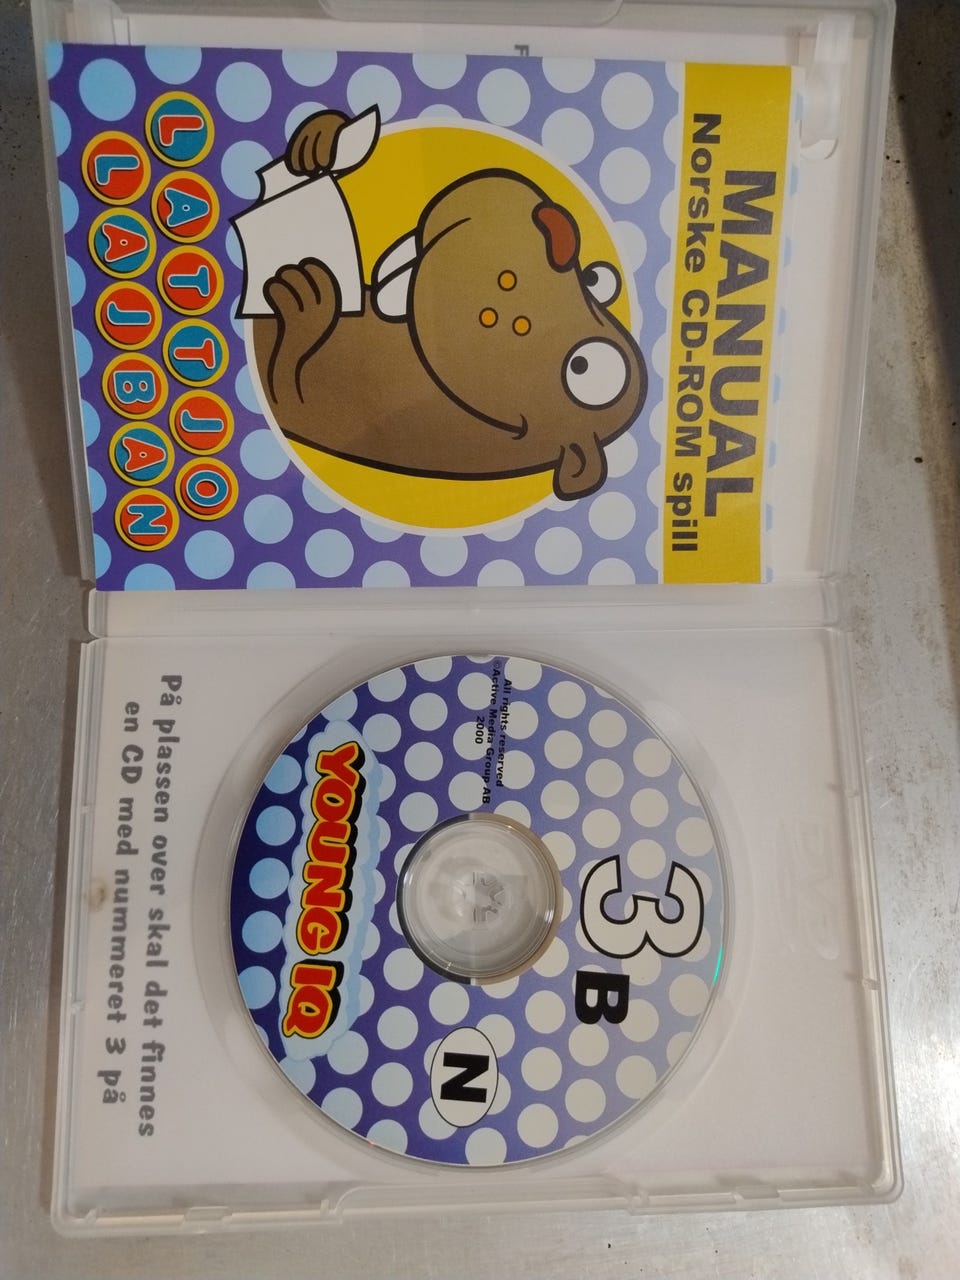 F
MANUAL
Norske CD-ROM spill
LATTJO
LAJBAN
All rights reserved
©Active Media Group AB
2000
3
B
N
YOUNG IQ
På plassen over skal det finnes
en CD med nummeret 3 på